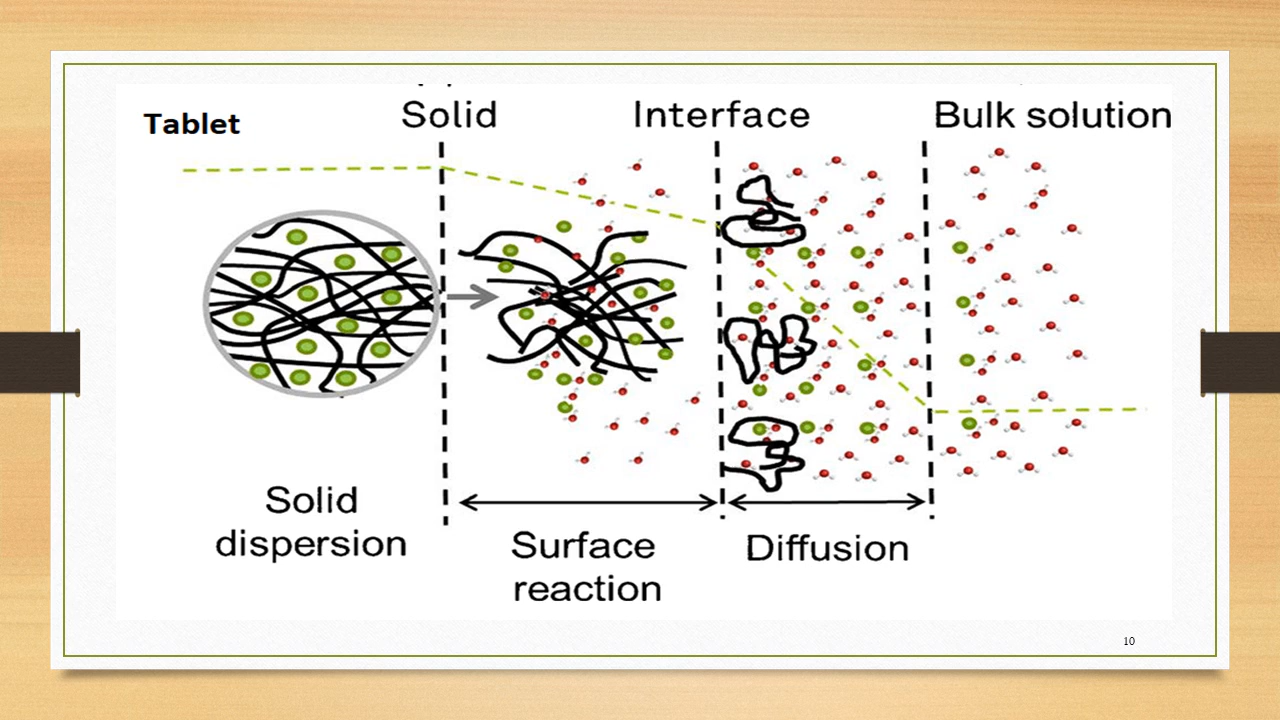 Tablet
Solid
Interface
Bulk solution
Solid
dispersion
Surface
reaction
Diffusion
10